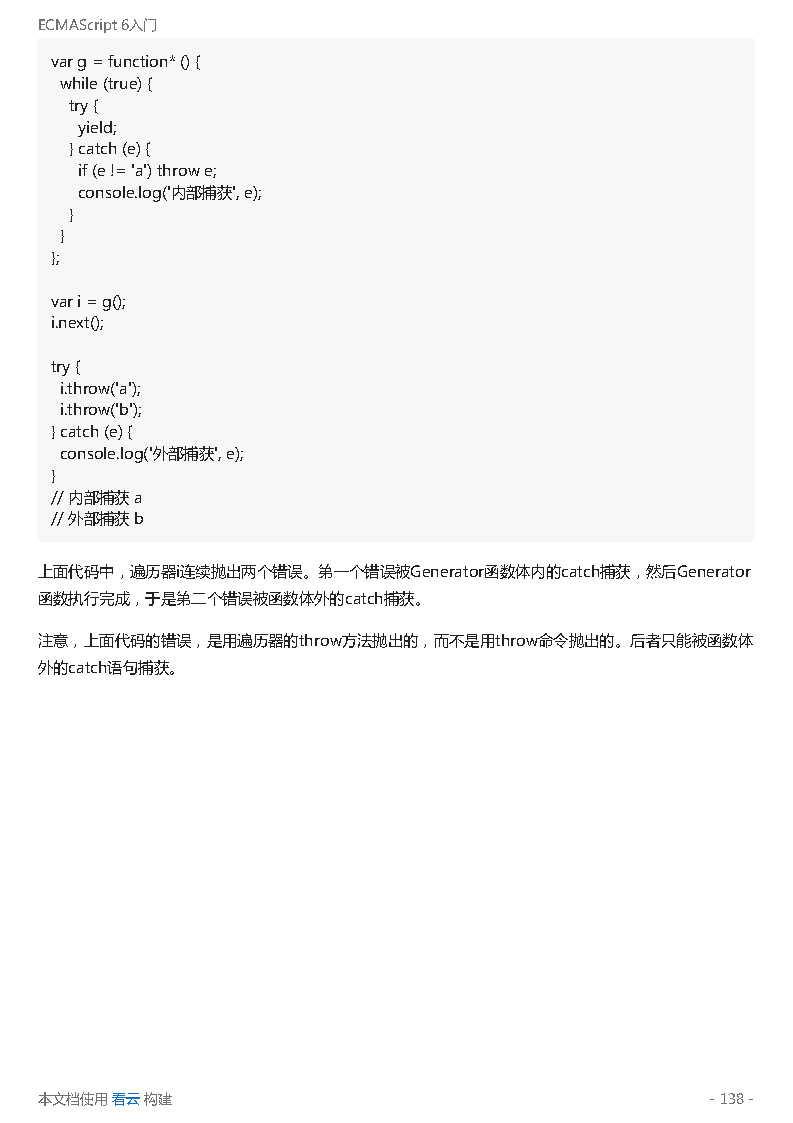 ECMAScript 6入门
var g = function* () {
  while (true) {
    try {
      yield;
    } catch (e) {
      if (e != 'a') throw e;
      console.log('内部捕获', e);
    }
  }
};

var i = g();
i.next();

try {
  i.throw('a');
  i.throw('b');
} catch (e) {
  console.log('外部捕获', e);
}
// 内部捕获 a
// 外部捕获 b
上面代码中，遍历器i连续抛出两个错误。第一个错误被Generator函数体内的catch捕获，然后Generator
函数执行完成，于是第二个错误被函数体外的catch捕获。
注意，上面代码的错误，是用遍历器的throw方法抛出的，而不是用throw命令抛出的。后者只能被函数体
外的catch语句捕获。
本文档使用 看云 构建
- 138 -